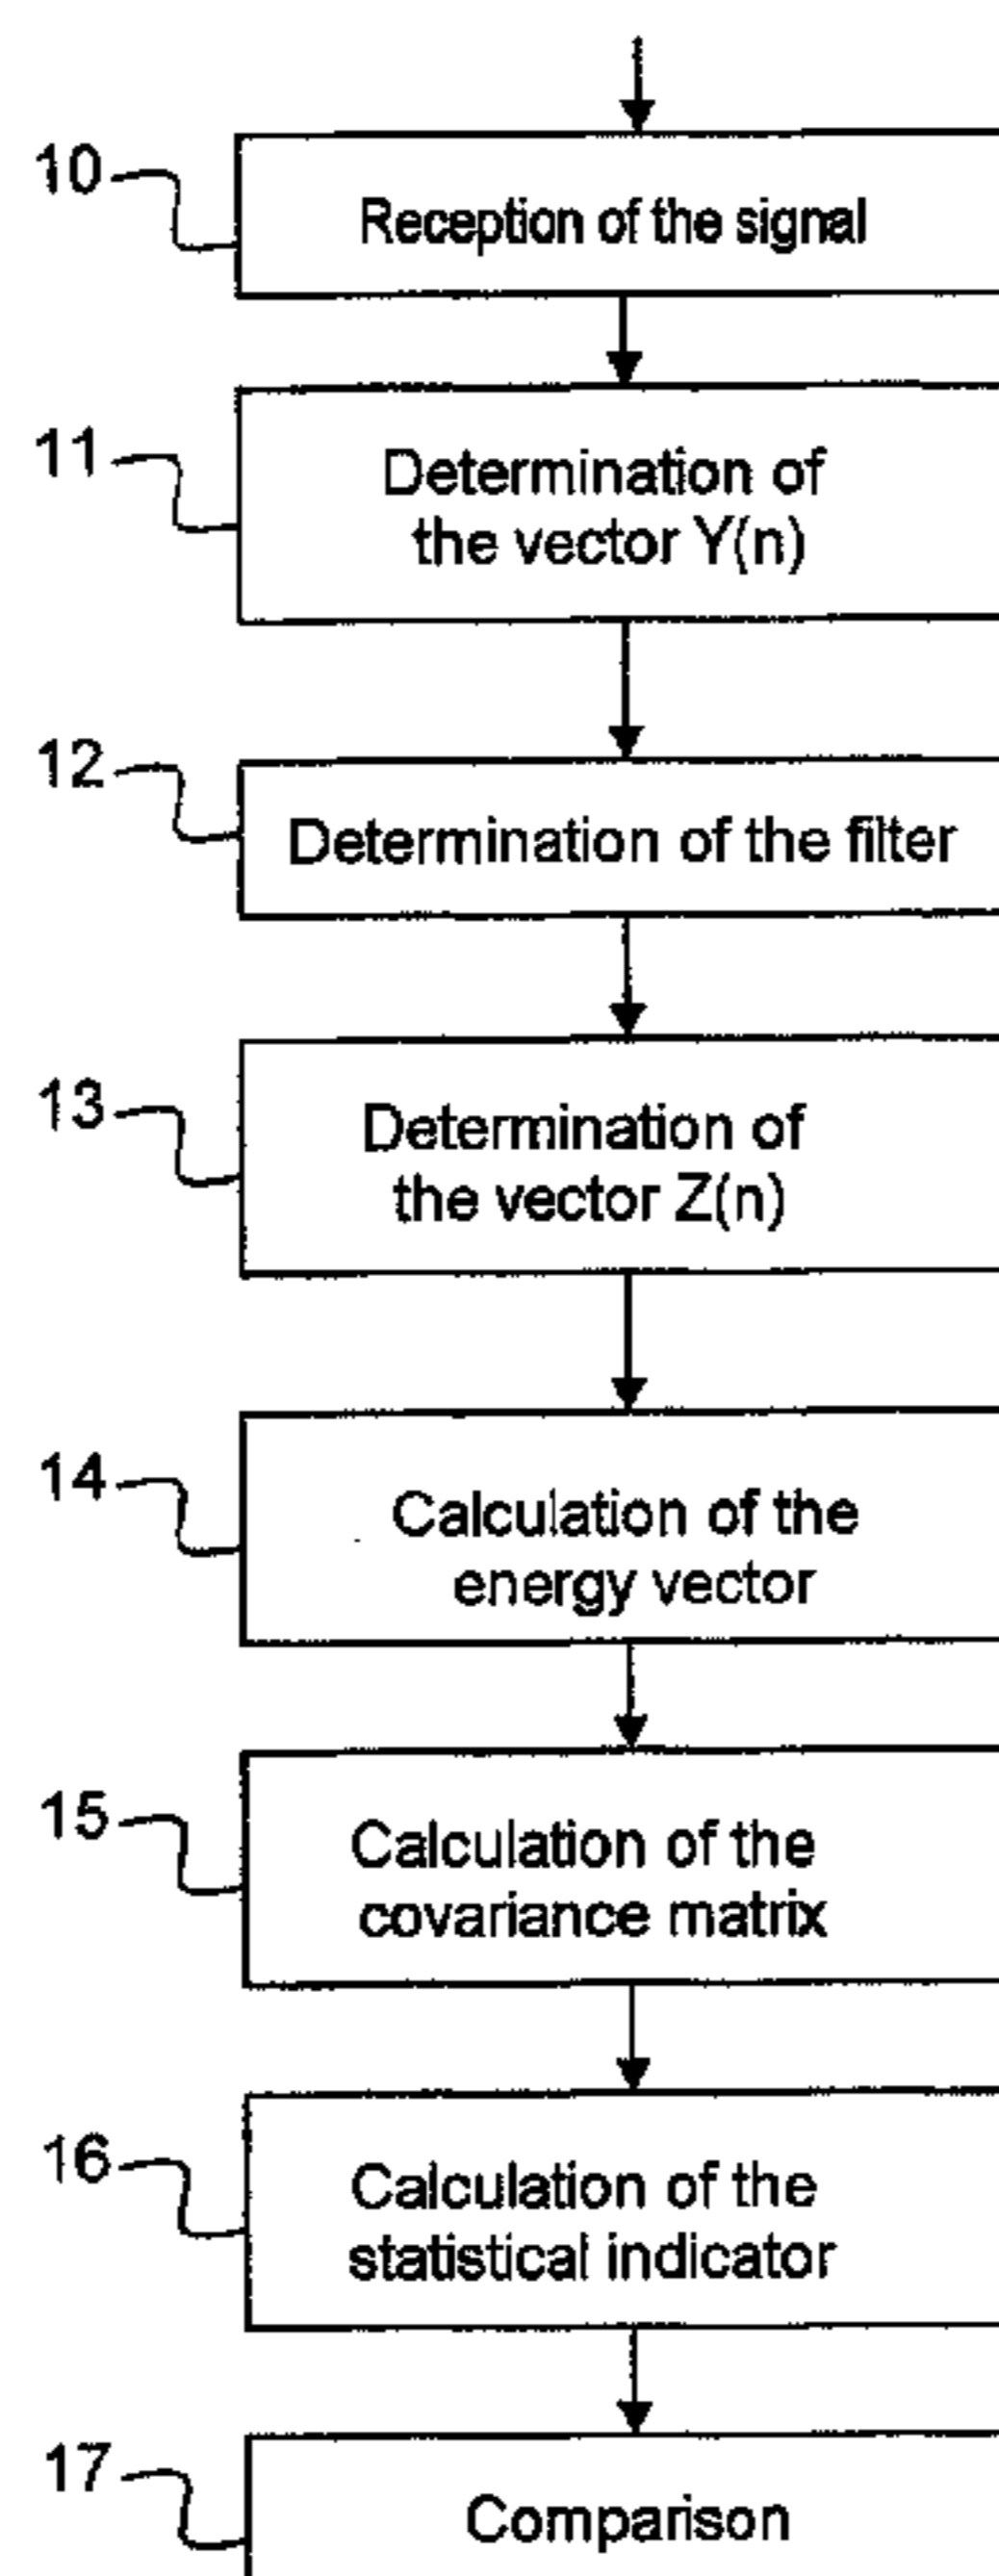 10
Reception of the signal
11
Determination of
the vector Y(n)
12
Determination of the filter
13
Determination of
the vector Z(n)
14
Calculation of the
energy vector
15
Calculation of the
covariance matrix
16
Calculation of the
statistical indicator
17
Comparison